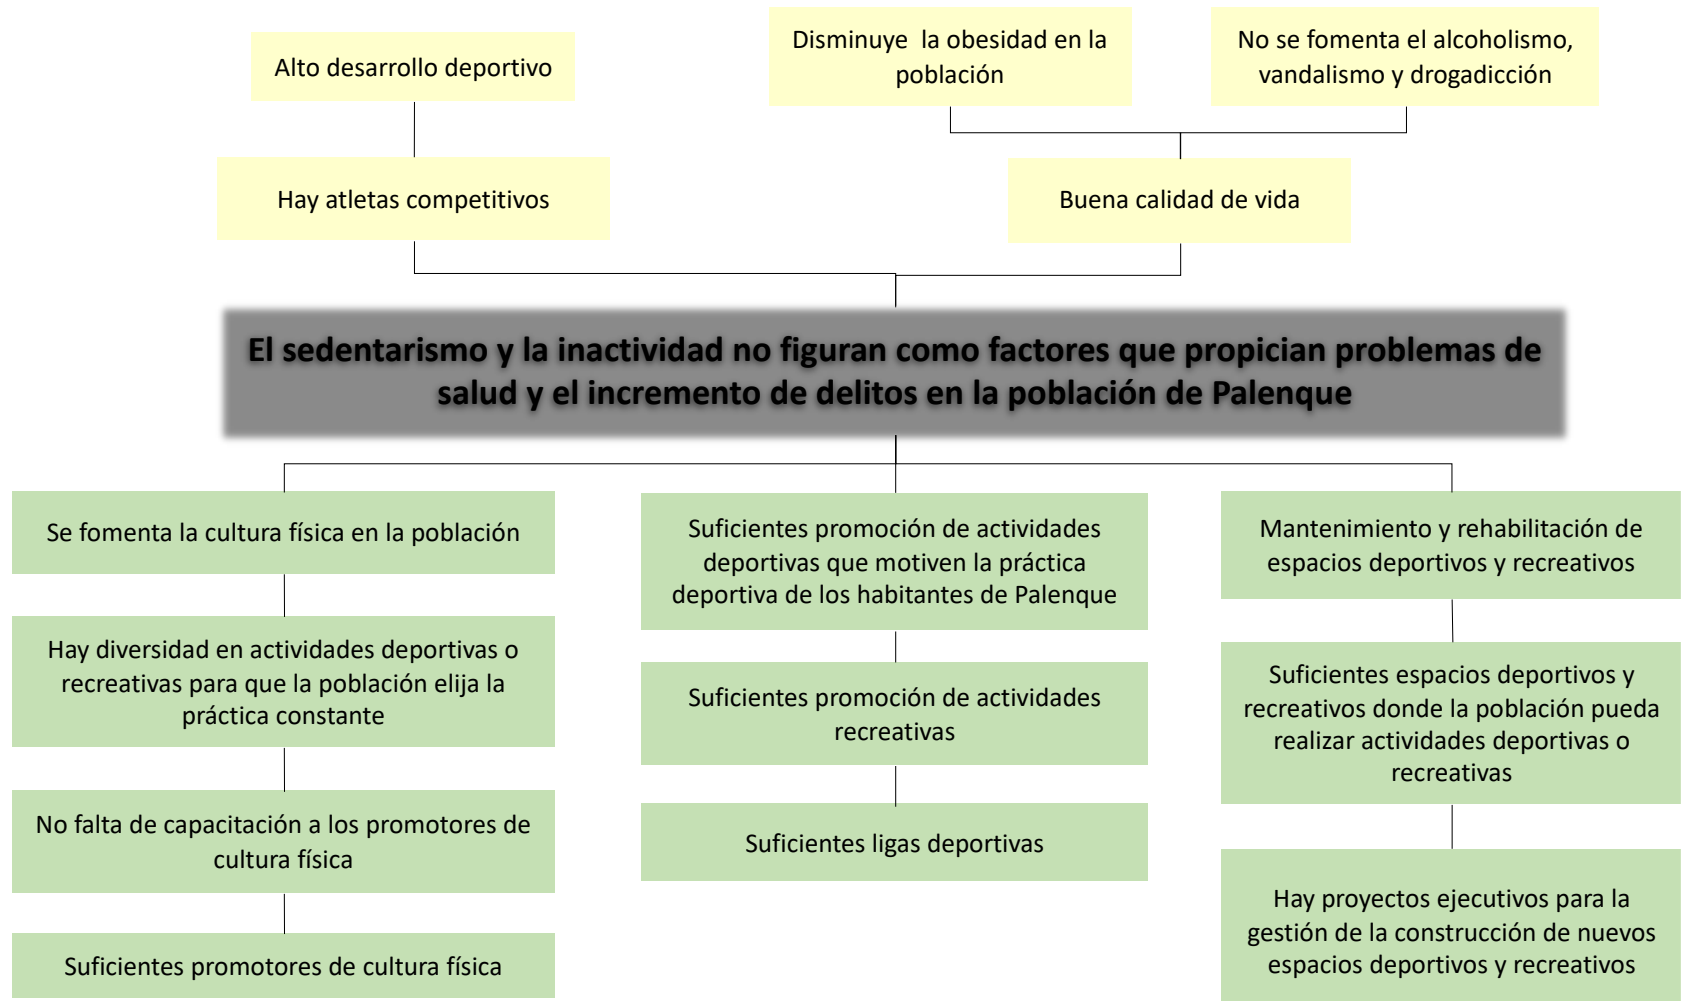 Alto desarrollo deportivo
Disminuye la obesidad en la
población
No se fomenta el alcoholismo,
vandalismo y drogadicción
Hay atletas competitivos
Buena calidad de vida
El sedentarismo y la inactividad no figuran como factores que propician problemas de
salud y el incremento de delitos en la población de Palenque
Se fomenta la cultura física en la población
Hay diversidad en actividades deportivas o
recreativas para que la población elija la
práctica constante
No falta de capacitación a los promotores de
cultura física
Suficientes promotores de cultura física
Suficientes promoción de actividades
deportivas que motiven la práctica
deportiva de los habitantes de Palenque
Suficientes promoción de actividades
recreativas
Suficientes ligas deportivas
Mantenimiento y rehabilitación de
espacios deportivos y recreativos
Suficientes espacios deportivos y
recreativos donde la población pueda
realizar actividades deportivas o
recreativas
Hay proyectos ejecutivos para la
gestión de la construcción de nuevos
espacios deportivos y recreativos